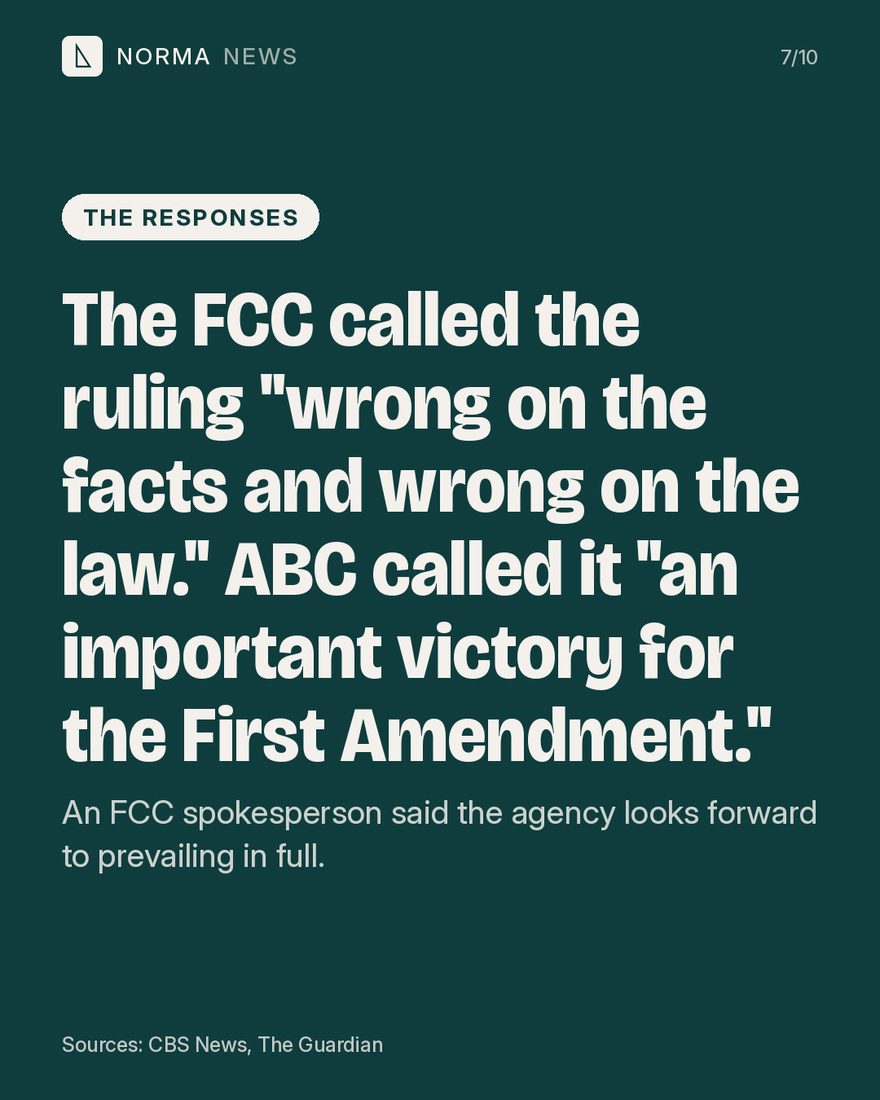 NORMA NEWS
7/10
THE RESPONSES
The FCC called the
ruling "wrong on the
facts and wrong on the
law." ABC called it "an
important victory for
the First Amendment."
An FCC spokesperson said the agency looks forward
to prevailing in full.
Sources: CBS News, The Guardian